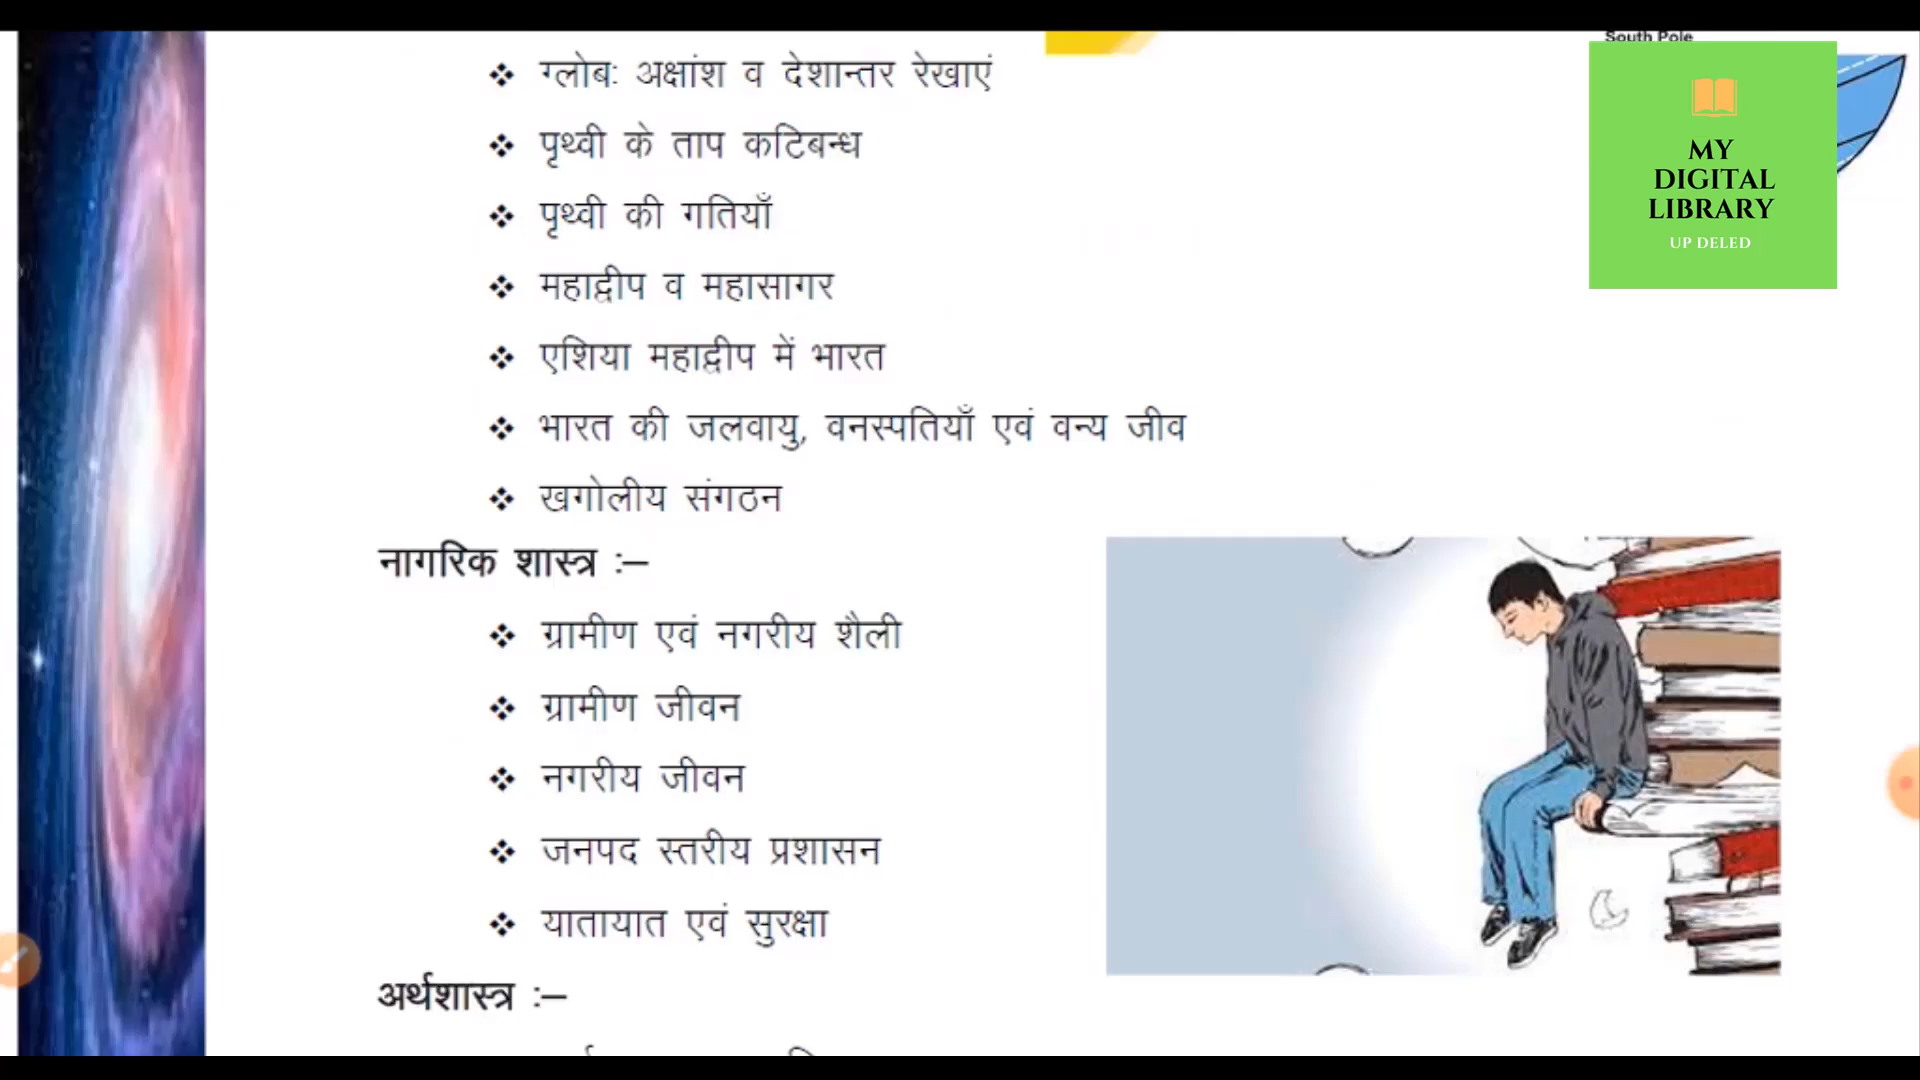 South Pole
❖ ग्लोबः अक्षांश व देशान्तर रेखाएं
❖ पृथ्वी के ताप कटिबन्ध
❖ पृथ्वी की गतियाँ
❖ महाद्वीप व महासागर
❖ एशिया महाद्वीप में भारत
❖ भारत की जलवायु, वनस्पतियाँ एवं वन्य जीव
❖ खगोलीय संगठन
नागरिक शास्त्र :–
❖ ग्रामीण एवं नगरीय शैली
❖ ग्रामीण जीवन
❖ नगरीय जीवन
❖ जनपद स्तरीय प्रशासन
❖ यातायात एवं सुरक्षा
अर्थशास्त्र :–
MY
DIGITAL
LIBRARY
UP DELED